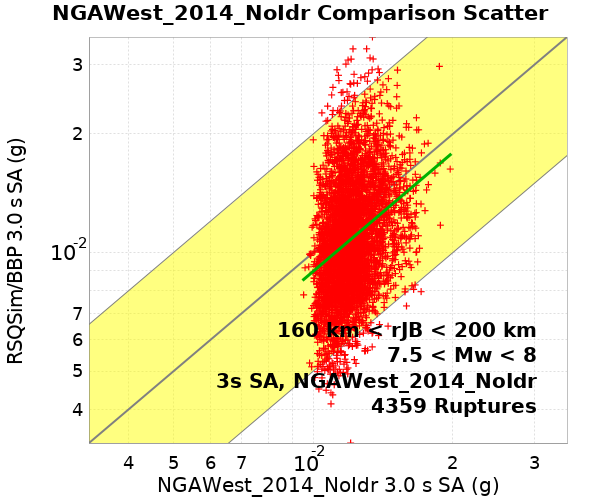 NGAWest_2014_NoIdr Comparison Scatter
RSQSim/BBP 3.0 s SA (g)
3
2
10-2
7
6
5
4
160 km < rJB < 200 km
7.5 < Mw < 8
3s SA, NGAWest_2014_NoIdr
4359 Ruptures
4 5 6 7 10-2 2 3
NGAWest_2014_NoIdr 3.0 s SA (g)